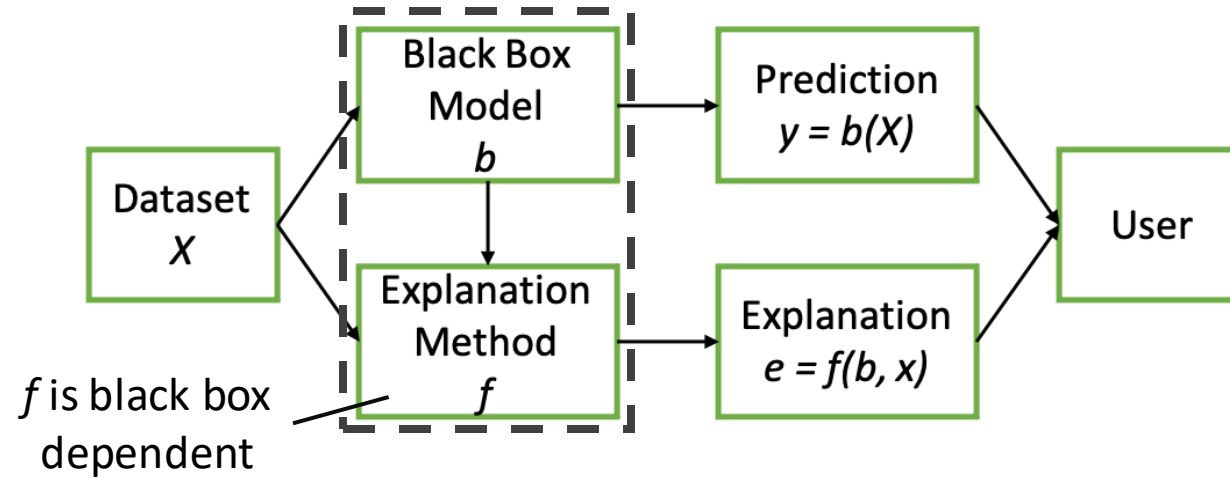 Dataset
X
Black Box
Model
b
Explanation
Method
f
f is black box
dependent
Prediction
y = b(X)
Explanation
e = f(b, x)
User